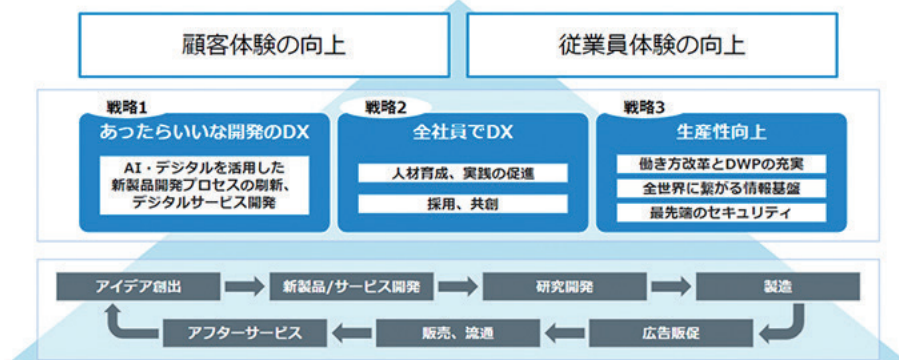 顧客体験の向上
従業員体験の向上
戦略1
あったらいいな開発のDX
AI・デジタルを活用した
新製品開発プロセスの刷新、
デジタルサービス開発
戦略2
全社員でDX
人材育成、実践の促進
採用、共創
戦略3
生産性向上
働き方改革とDWPの充実
全世界に繋がる情報基盤
最先端のセキュリティ
アイデア創出
新製品/サービス開発
研究開発
製造
アフターサービス
販売、流通
広告販促